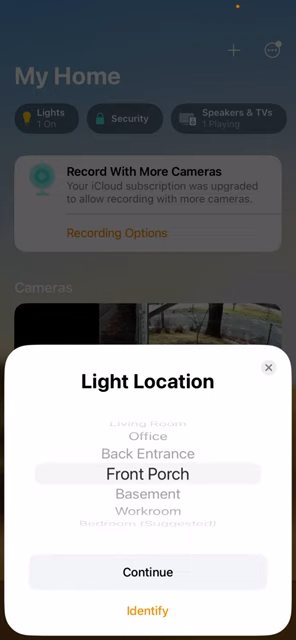 My Home
Lights
1 On
Security
Speakers & TVs
1 Playing
Record With More Cameras
Your iCloud subscription was upgraded
to allow recording with more cameras.
Recording Options
Cameras
Light Location
Living Room
Office
Back Entrance
Front Porch
Basement
Workroom
Bedroom (Suggested)
Continue
Identify